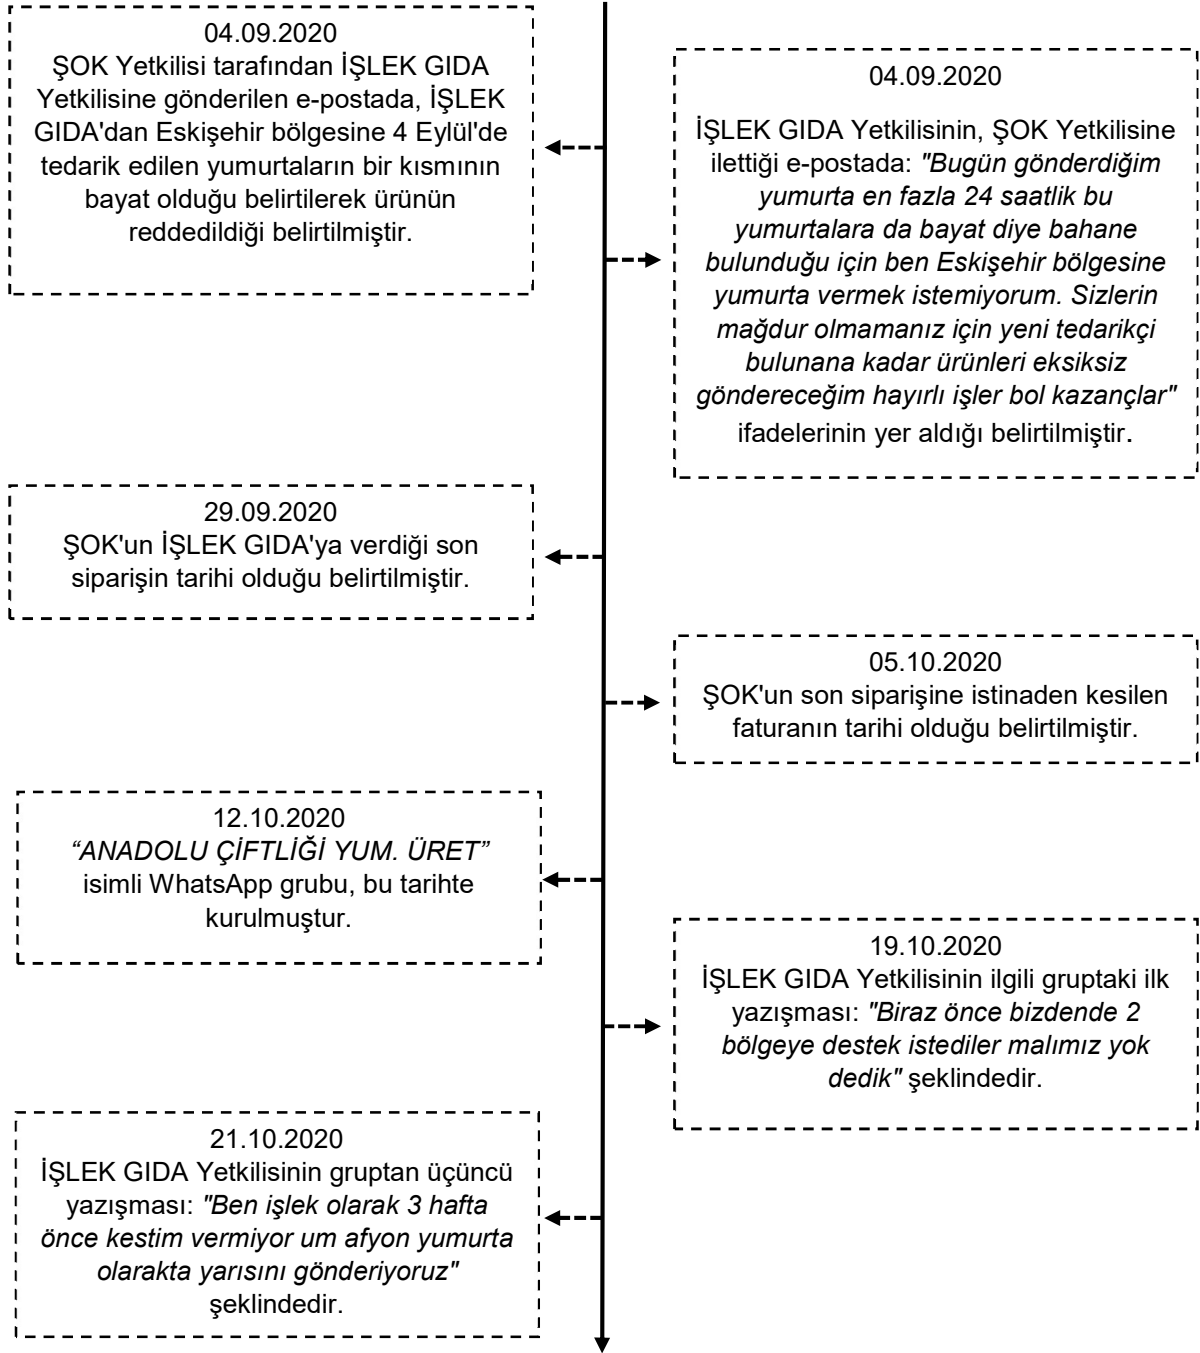 04.09.2020
ŞOK Yetkilisi tarafından İŞLEK GIDA
Yetkilisine gönderilen e-postada, İŞLEK
GIDA'dan Eskişehir bölgesine 4 Eylül'de
tedarik edilen yumurtaların bir kısmının
bayat olduğu belirtilerek ürünün
reddedildiği belirtilmiştir.
04.09.2020
İŞLEK GIDA Yetkilisinin, ŞOK Yetkilisine
ilettiği e-postada: "Bugün gönderdiğim
yumurta en fazla 24 saatlik bu
yumurtalara da bayat diye bahane
bulunduğu için ben Eskişehir bölgesine
yumurta vermek istemiyorum. Sizlerin
mağdur olmamanız için yeni tedarikçi
bulunana kadar ürünleri eksiksiz
göndereceğim hayırlı işler bol kazançlar"
ifadelerinin yer aldığı belirtilmiştir.
29.09.2020
ŞOK'un İŞLEK GIDA'ya verdiği son
siparişin tarihi olduğu belirtilmiştir.
05.10.2020
ŞOK'un son siparişine istinaden kesilen
faturanın tarihi olduğu belirtilmiştir.
12.10.2020
“ANADOLU ÇİFTLİĞİ YUM. ÜRET”
isimli WhatsApp grubu, bu tarihte
kurulmuştur.
19.10.2020
İŞLEK GIDA Yetkilisinin ilgili gruptaki ilk
yazışması: "Biraz önce bizdende 2
bölgeye destek istediler malımız yok
dedik" şeklindedir.
21.10.2020
İŞLEK GIDA Yetkilisinin gruptan üçüncü
yazışması: "Ben işlek olarak 3 hafta
önce kestim vermiyor um afyon yumurta
olarakta yarısını gönderiyoruz"
şeklindedir.